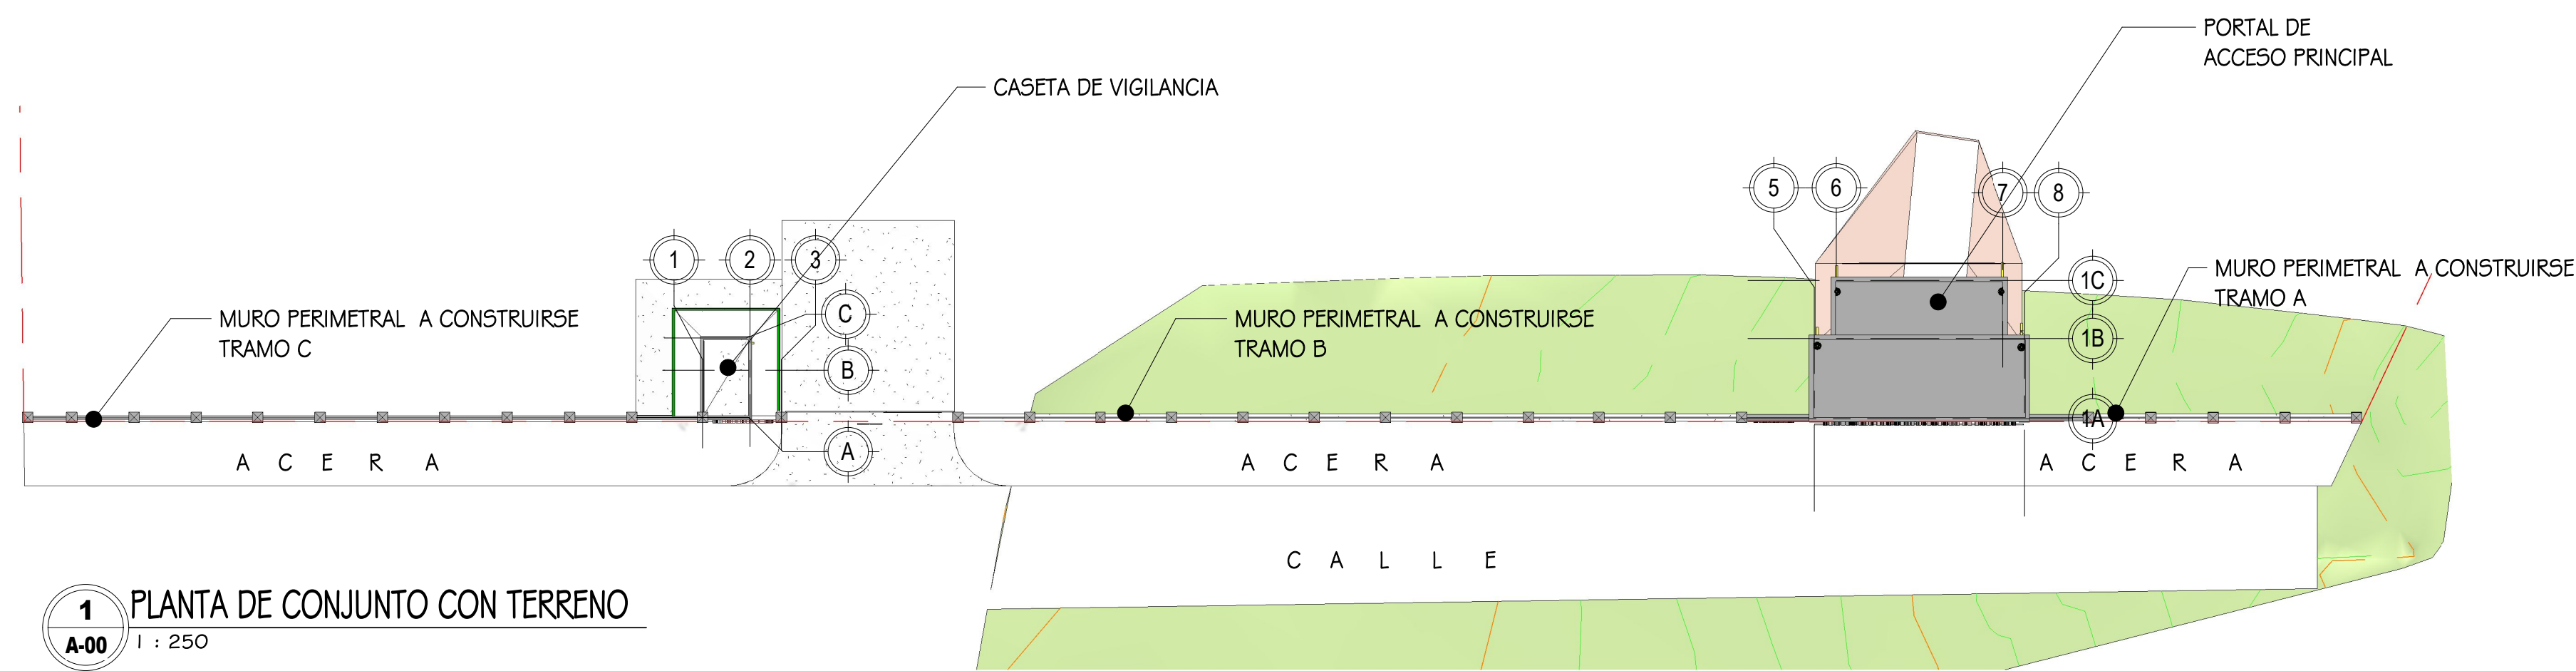 PORTAL DE
ACCESO PRINCIPAL
CASETA DE VIGILANCIA
5
6
7
8
1
2
3
MURO PERIMETRAL A CONSTRUIRSE
TRAMO A
1C
C
MURO PERIMETRAL A CONSTRUIRSE
TRAMO C
MURO PERIMETRAL A CONSTRUIRSE
TRAMO B
1B
B
1A
A
A C E R A
A C E R A
A C E R A
C A L L E
1
A-00
PLANTA DE CONJUNTO CON TERRENO
1 : 250